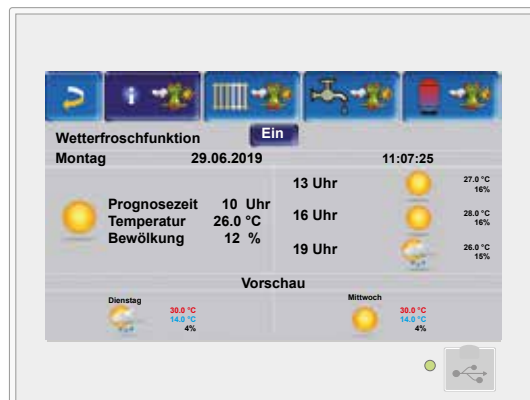 Wetterfroschfunktion Ein
Montag 29.06.2019 11:07:25
Prognosezeit 10 Uhr
Temperatur 26.0 °C
Bewölkung 12 %
13 Uhr 27.0 °C
16%
16 Uhr 28.0 °C
16%
19 Uhr 26.0 °C
15%
Vorschau
Dienstag
30.0 °C
14.0 °C
4%
Mittwoch
30.0 °C
14.0 °C
4%